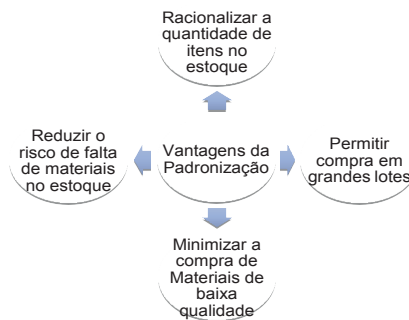 Racionalizar a
quantidade de
itens no
estoque
Reduzir o
risco de falta
de materiais
no estoque
Vantagens da
Padronização
Permitir
compra em
grandes lotes
Minimizar a
compra de
Materiais de
baixa
qualidade